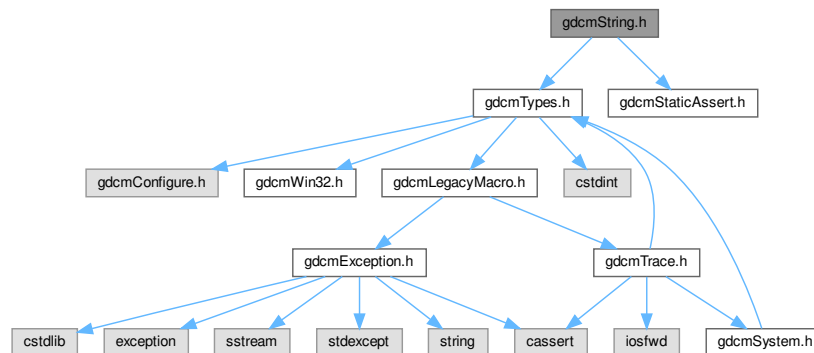 gdcmString.h
gdcmTypes.h
gdcmStaticAssert.h
gdcmConfigure.h
gdcmWin32.h
gdcmLegacyMacro.h
cstdint
gdcmException.h
gdcmTrace.h
cstdlib
exception
sstream
stdexcept
string
cassert
iosfwd
gdcmSystem.h